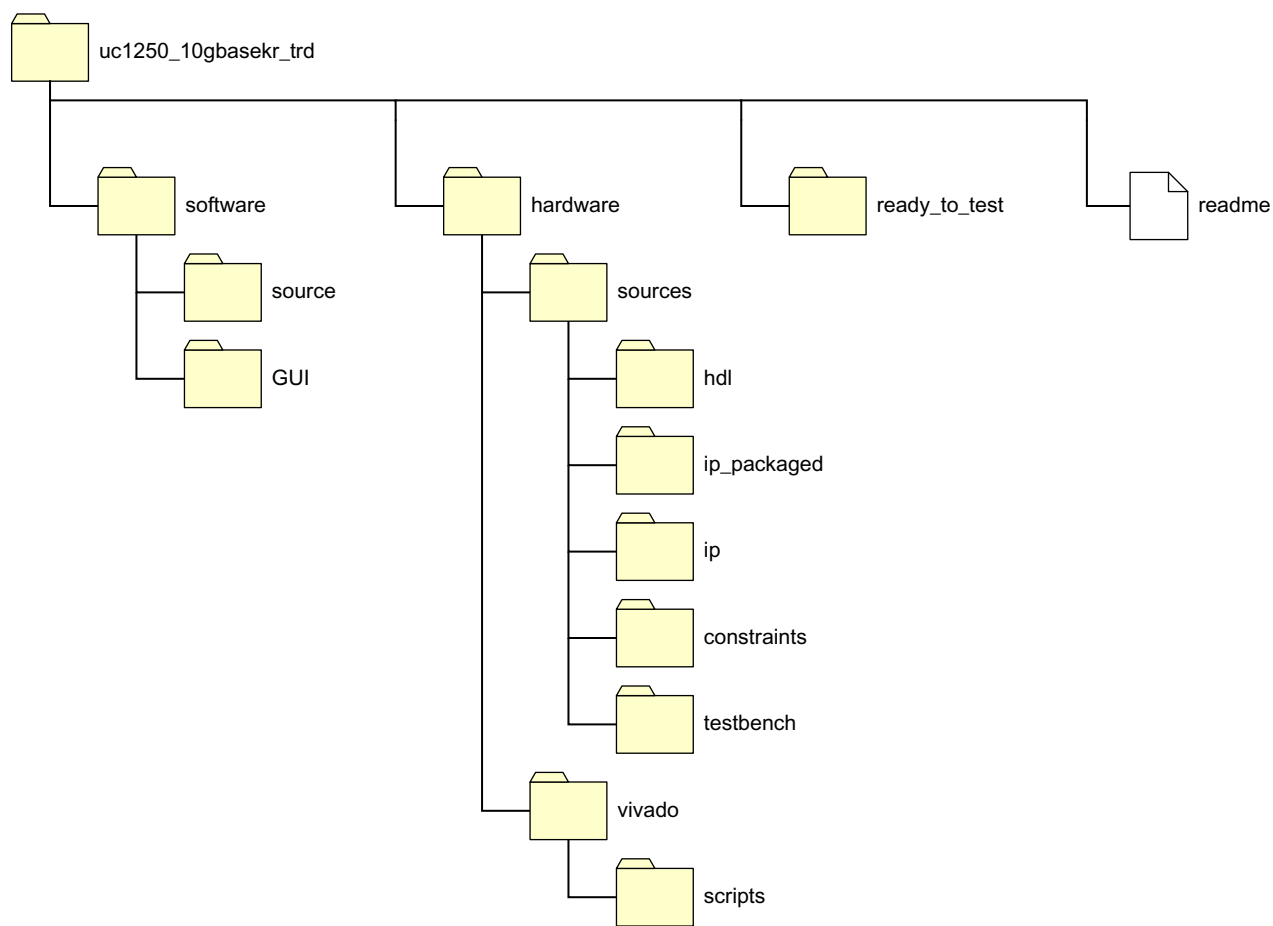 uc1250_10gbasekr_trd
software
hardware
ready_to_test
readme
source
sources
GUI
hdl
ip_packaged
ip
constraints
testbench
vivado
scripts